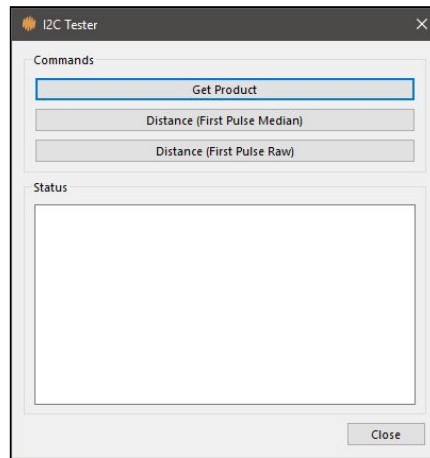 I2C Tester
Commands
Get Product
Distance (First Pulse Median)
Distance (First Pulse Raw)
Status
Close